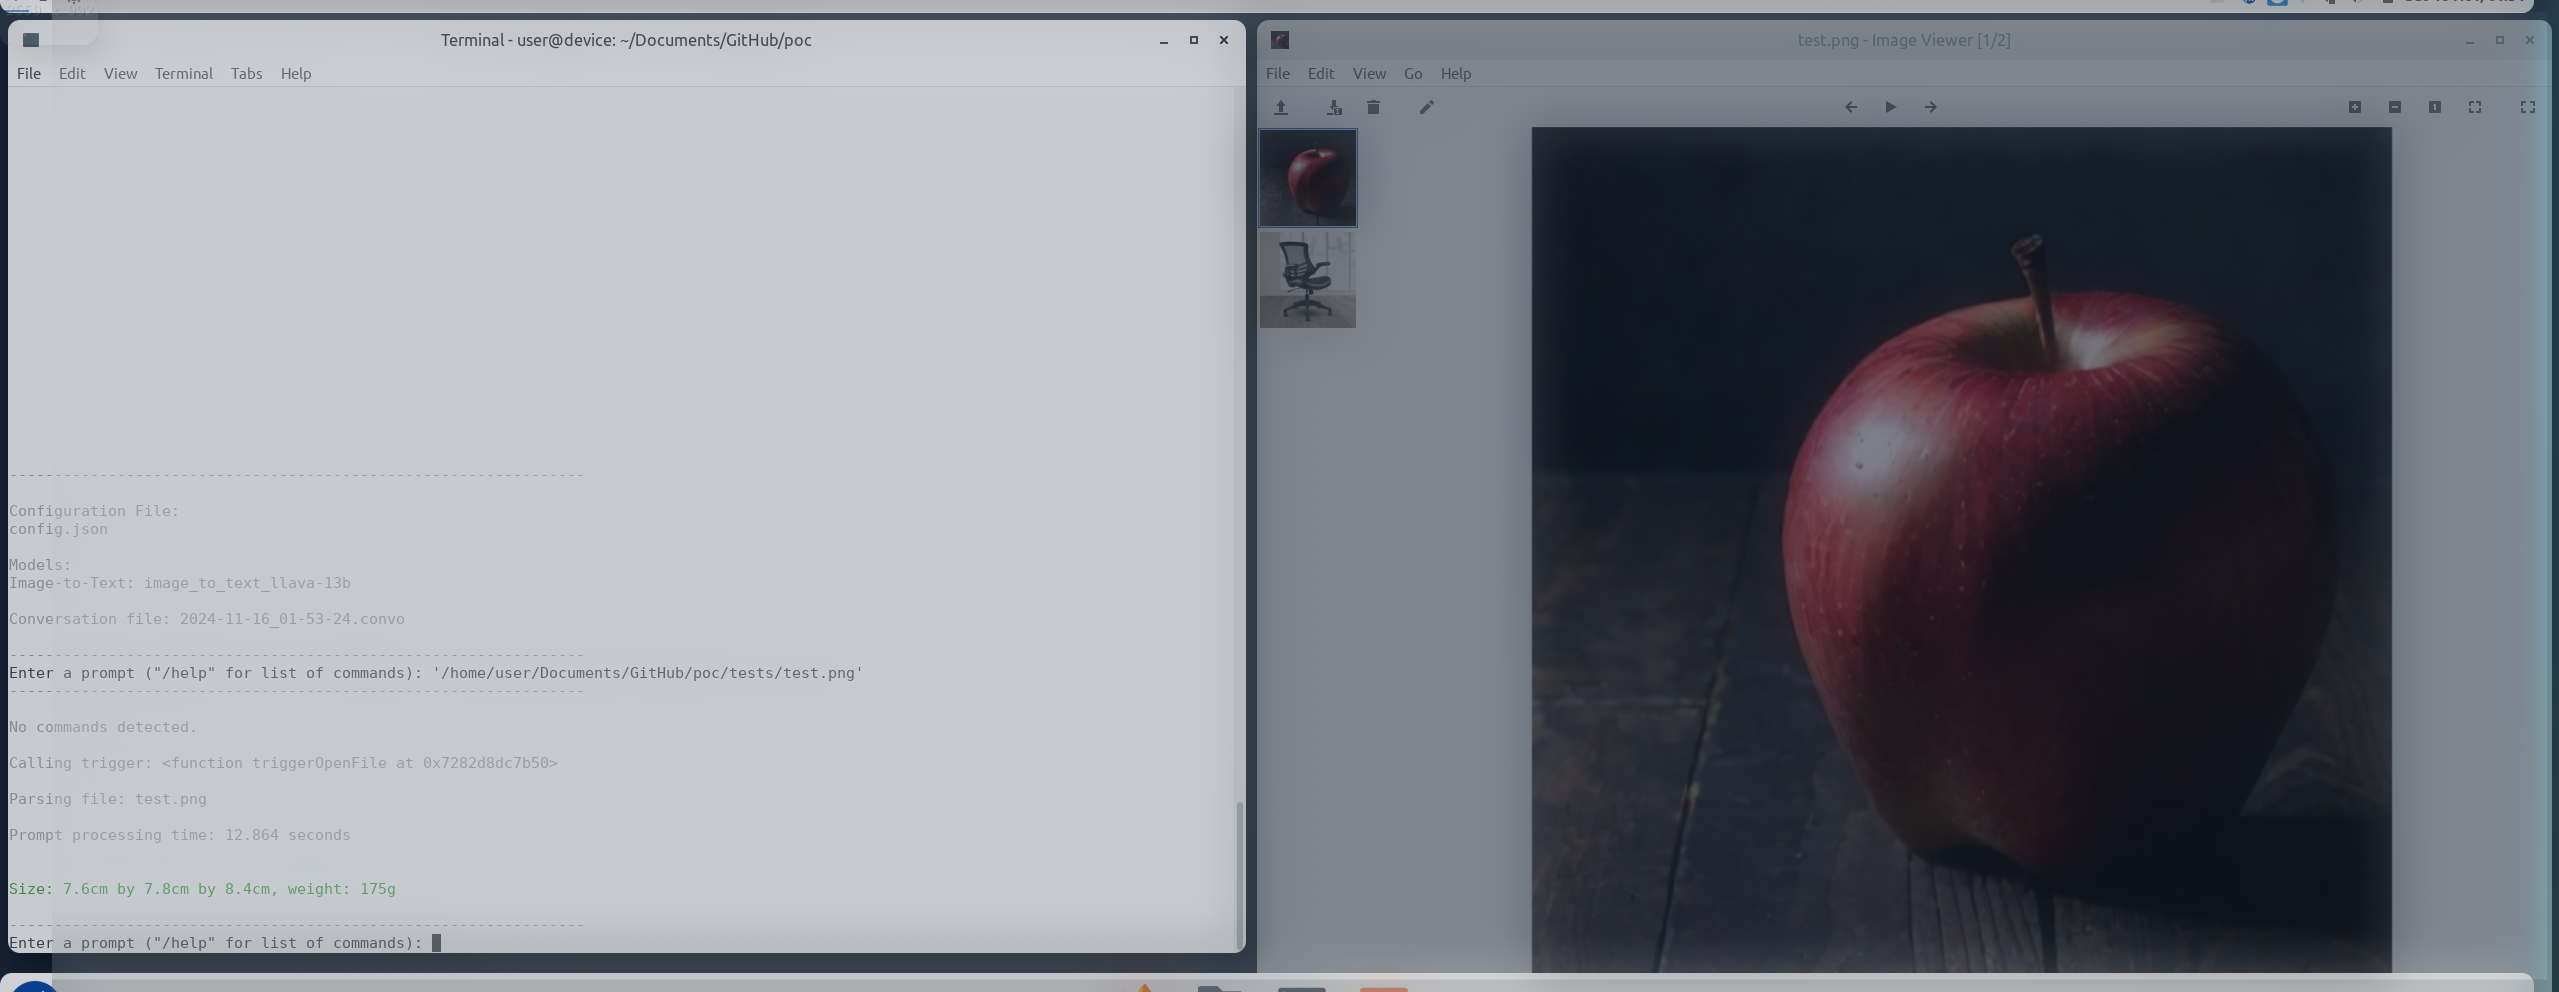 Terminal - user@device: ~/Documents/GitHub/poc
File Edit View Terminal Tabs Help
------------------------------------------------------------
Configuration File:
config.json
Models:
Image-to-Text: image_to_text_llava-13b
Conversation file: 2024-11-16_01-53-24.convo
------------------------------------------------------------
Enter a prompt ("/help" for list of commands): '/home/user/Documents/GitHub/poc/tests/test.png'
------------------------------------------------------------
No commands detected.
Calling trigger: <function triggerOpenFile at 0x7282d8dc7b50>
Parsing file: test.png
Prompt processing time: 12.864 seconds
Size: 7.6cm by 7.8cm by 8.4cm, weight: 175g
------------------------------------------------------------
Enter a prompt ("/help" for list of commands):
test.png - Image Viewer [1/2]
File Edit View Go Help